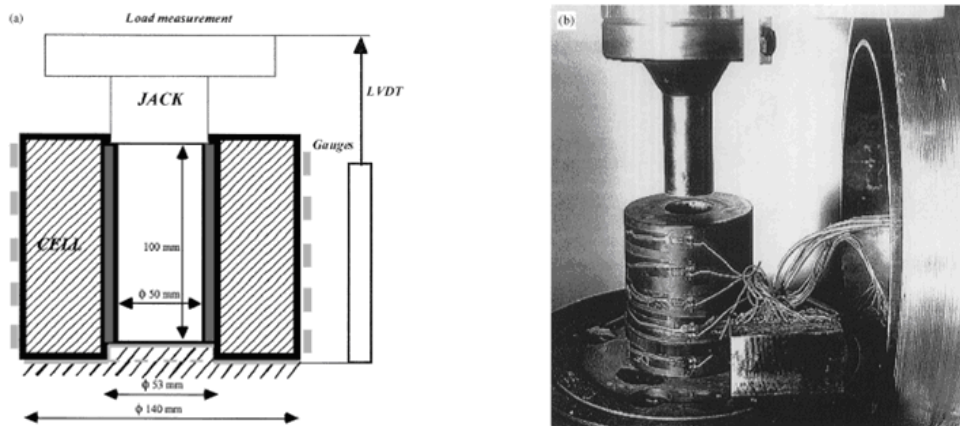 (a)
Load measurement
JACK
LVDT
Gauges
CELL
100 mm
ϕ 50 mm
ϕ 53 mm
ϕ 140 mm
(b)